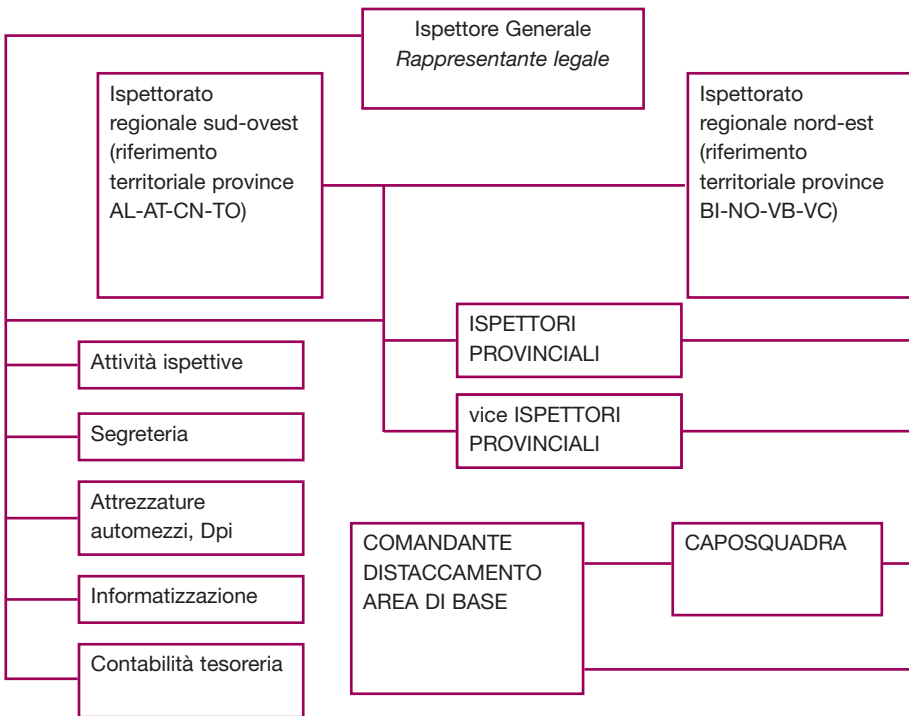 Ispettore Generale
Rappresentante legale
Ispettorato
regionale sud-ovest
(riferimento
territoriale province
AL-AT-CN-TO)
Ispettorato
regionale nord-est
(riferimento
territoriale province
BI-NO-VB-VC)
ISPETTORI
PROVINCIALI
vice ISPETTORI
PROVINCIALI
Attività ispettive
Segreteria
Attrezzature
automezzi, Dpi
Informatizzazione
Contabilità tesoreria
COMANDANTE
DISTACCAMENTO
AREA DI BASE
CAPOSQUADRA